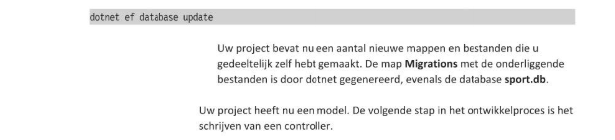 dotnet ef database update
Uw project bevat nu een aantal nieuwe mappen en bestanden die u
gedeeltelijk zelf hebt gemaakt. De map Migrations met de onderliggende
bestanden is door dotnet gegenereerd, evenals de database sport.db.
Uw project heeft nu een model. De volgende stap in het ontwikkelproces is het
schrijven van een controller.